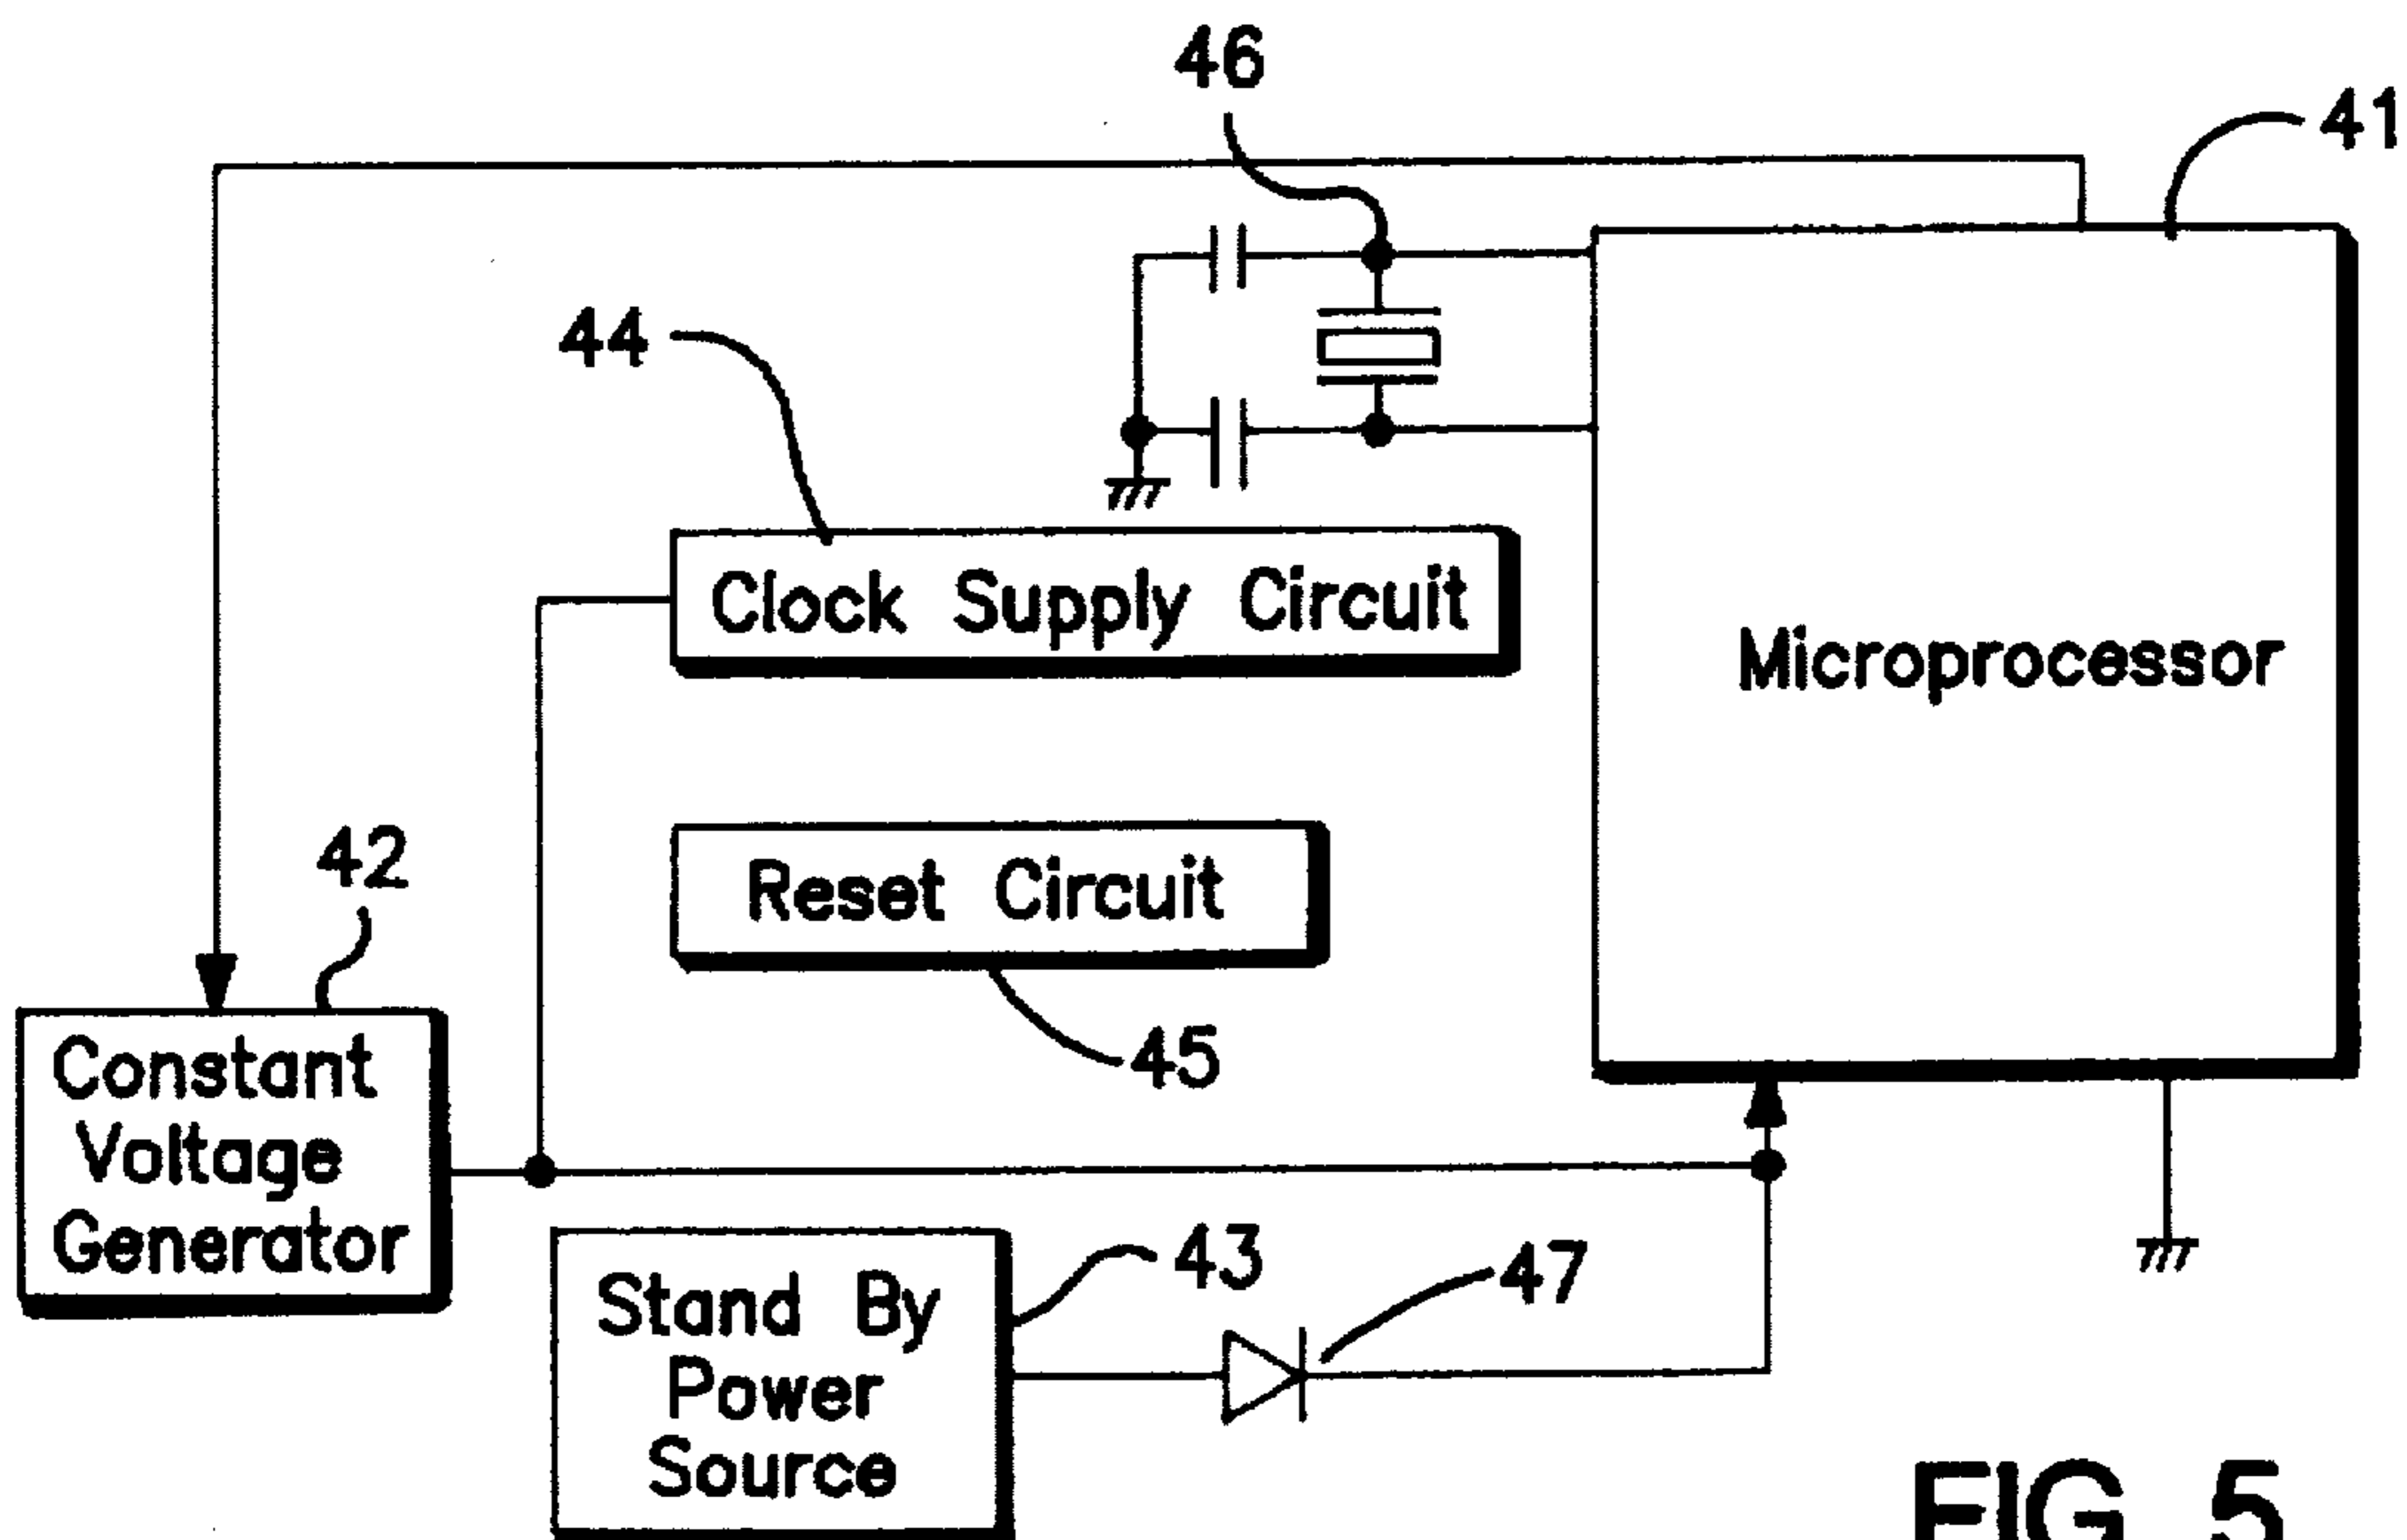 46
41
44
Clock Supply Circuit
Microprocessor
42
Reset Circuit
45
Constant
Voltage
Generator
43
47
Stand By
Power
Source
FIG 5